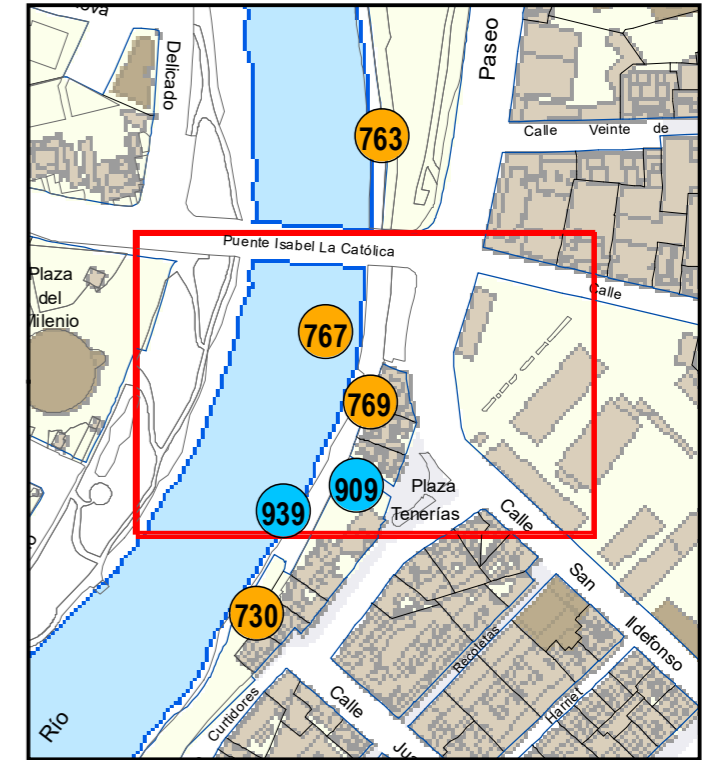 Delicado
Paseo
763
Calle Veinte de
Puente Isabel La Católica
Plaza
del
Milenio
Calle
767
769
909
Plaza
Tenerías
939
Calle
San
Ildefonso
730
Recoletas
Harriet
Curtidores
Calle
Río